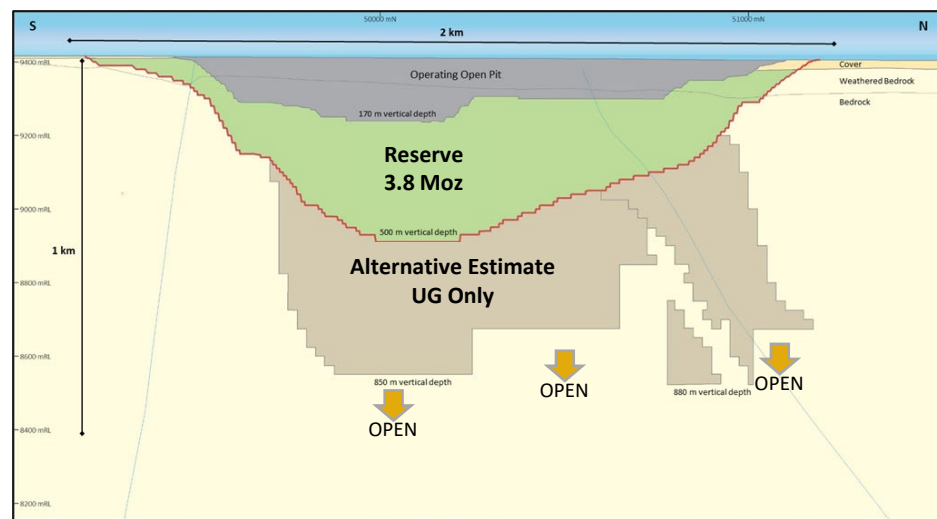 S
50000 mN
51000 mN
N
2 km
9400 mRL
Cover
Operating Open Pit
Weathered Bedrock
Bedrock
170 m vertical depth
9200 mRL
Reserve
3.8 Moz
9000 mRL
500 m vertical depth
1 km
Alternative Estimate
UG Only
8800 mRL
8600 mRL
850 m vertical depth
OPEN
OPEN
880 m vertical depth
OPEN
8400 mRL
8200 mRL